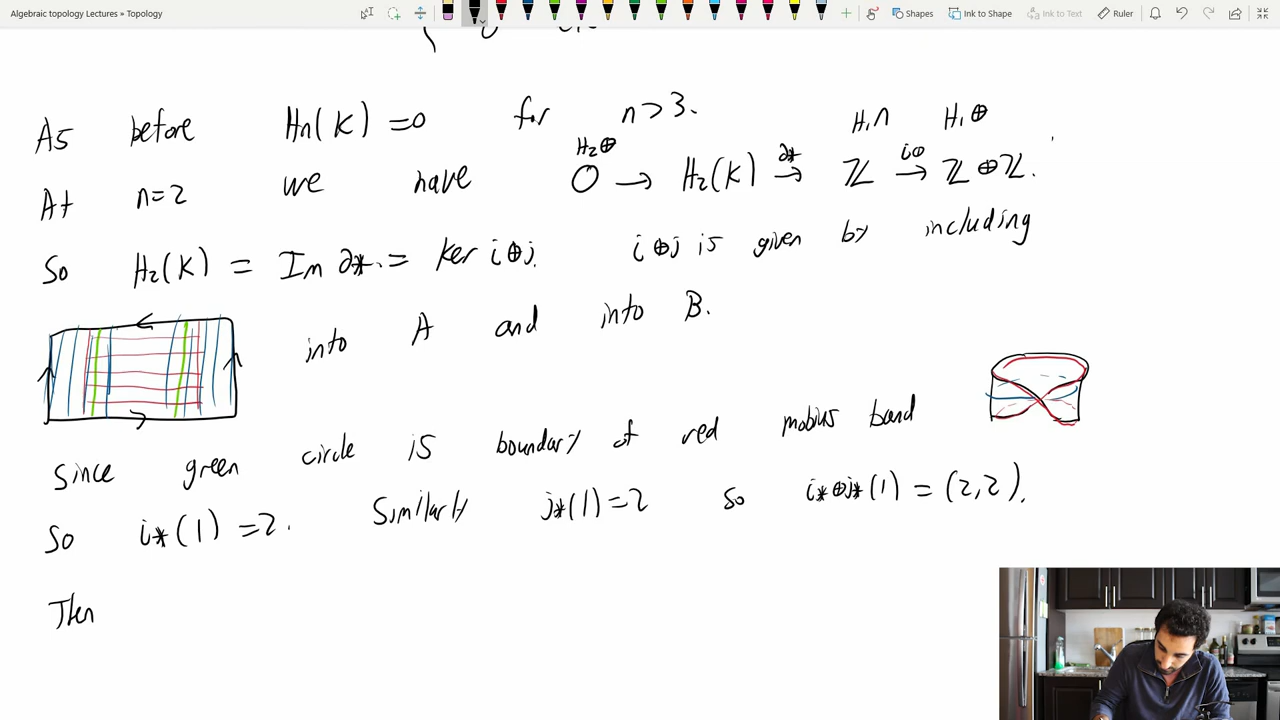 Algebraic topology Lectures » Topology
Shapes Ink to Shape Ink to Text Ruler
As before Hn(K) = 0 for n > 3.
H₂⊕ H₁∩ H₁⊕
At n=2 we have 0 → H₂(K) ∂* → ℤ i⊕ → ℤ⊕ℤ.
So H₂(K) = Im ∂* = ker i⊕j. i⊕j is given by including
into A and into B.
Since green circle is boundary of red mobius band
So i*(1) = 2. Similarly j*(1) = 2 so i*⊕j*(1) = (2,2).
Then